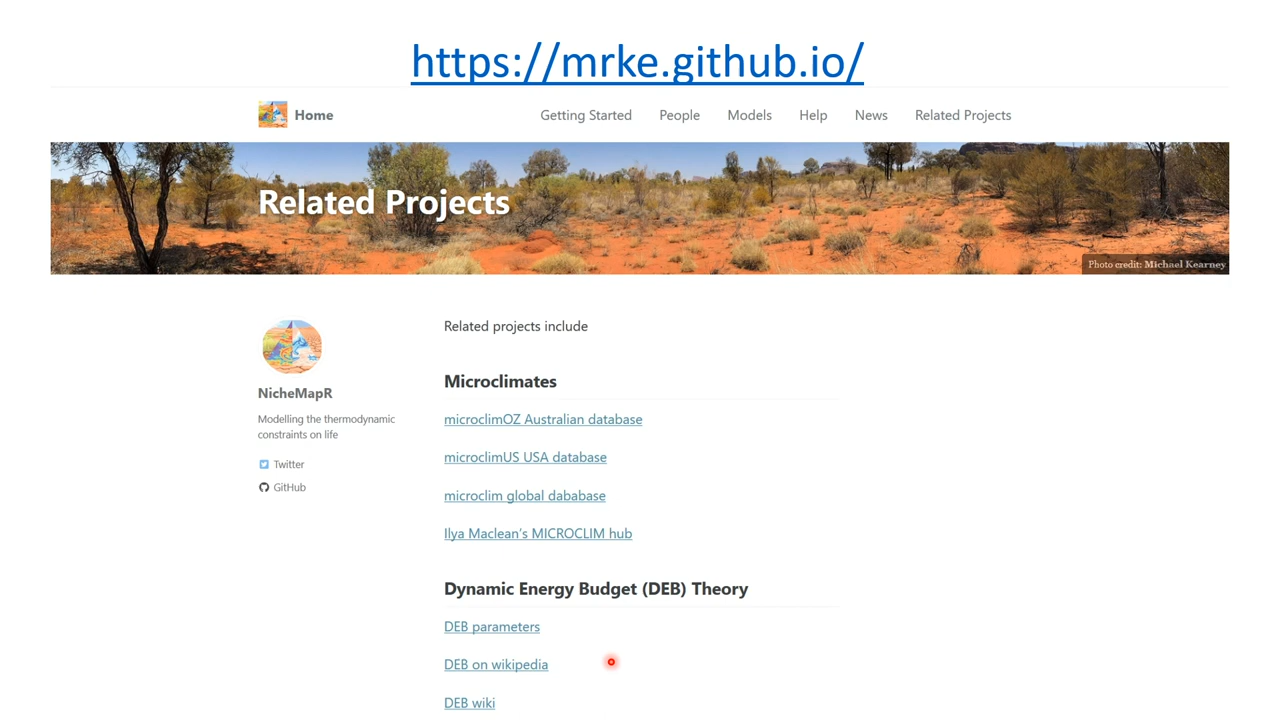 https://mrke.github.io/
Home
Getting Started
People
Models
Help
News
Related Projects
Related Projects
Photo credit: Michael Kearney
NicheMapR
Modelling the thermodynamic
constraints on life
Twitter
GitHub
Related projects include
Microclimates
microclimOZ Australian database
microclimUS USA database
microclim global dababase
Ilya Maclean's MICROCLIM hub
Dynamic Energy Budget (DEB) Theory
DEB parameters
DEB on wikipedia
DEB wiki